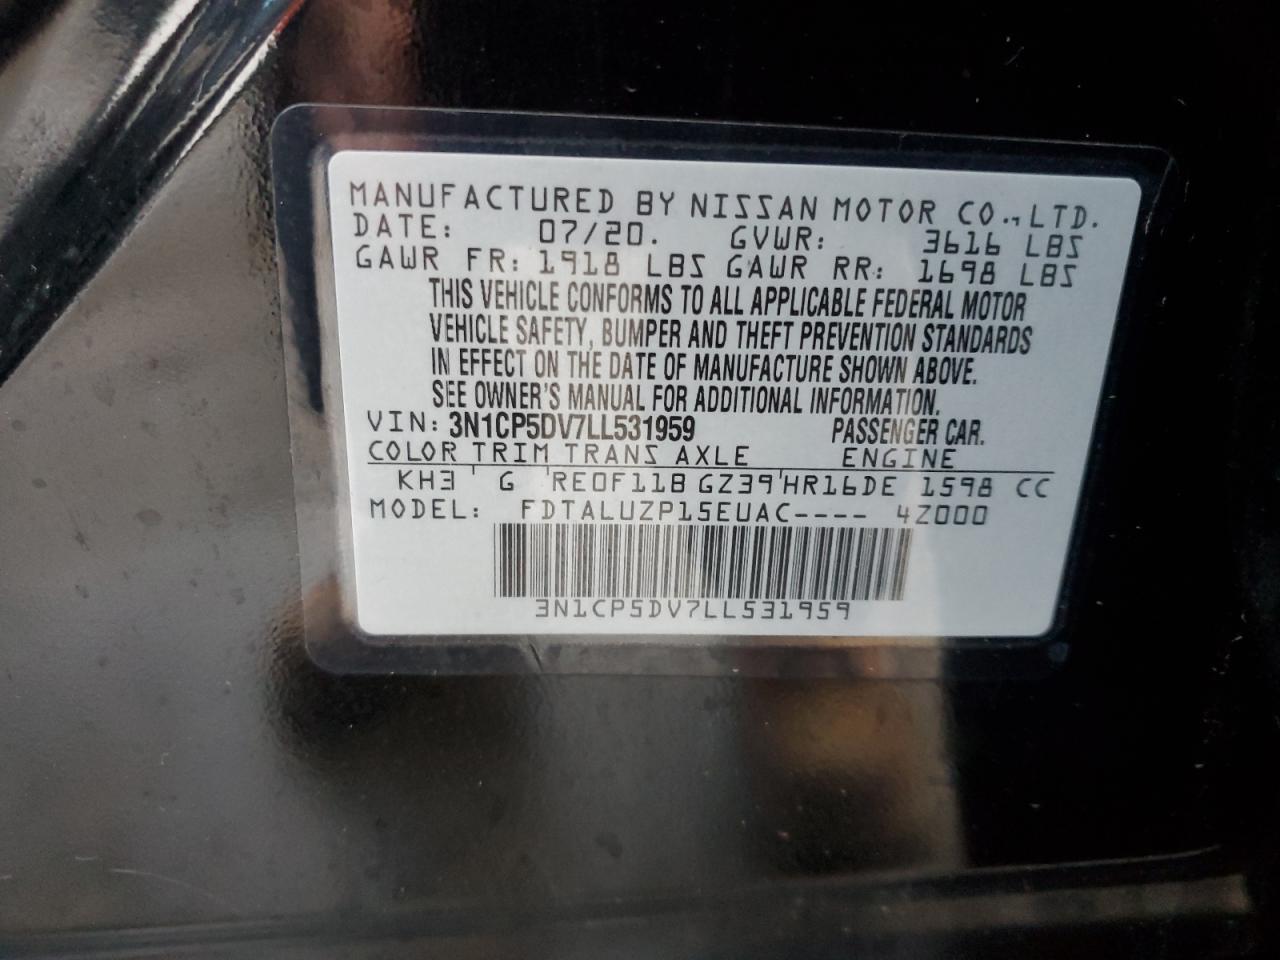 MANUFACTURED BY NISSAN MOTOR CO., LTD.
DATE: 07/20. GVWR: 3616 LBS
GAWR FR: 1918 LBS GAWR RR: 1698 LBS
THIS VEHICLE CONFORMS TO ALL APPLICABLE FEDERAL MOTOR
VEHICLE SAFETY, BUMPER AND THEFT PREVENTION STANDARDS
IN EFFECT ON THE DATE OF MANUFACTURE SHOWN ABOVE.
SEE OWNER'S MANUAL FOR ADDITIONAL INFORMATION.
VIN: 3N1CP5DV7LL531959 PASSENGER CAR.
COLOR TRIM TRANS AXLE ENGINE
KH3 ' G 'RE0F11B GZ39'HR16DE 1598 CC
MODEL: FDTALUZP15EUAC---- 4Z000
3N1CP5DV7LL531959